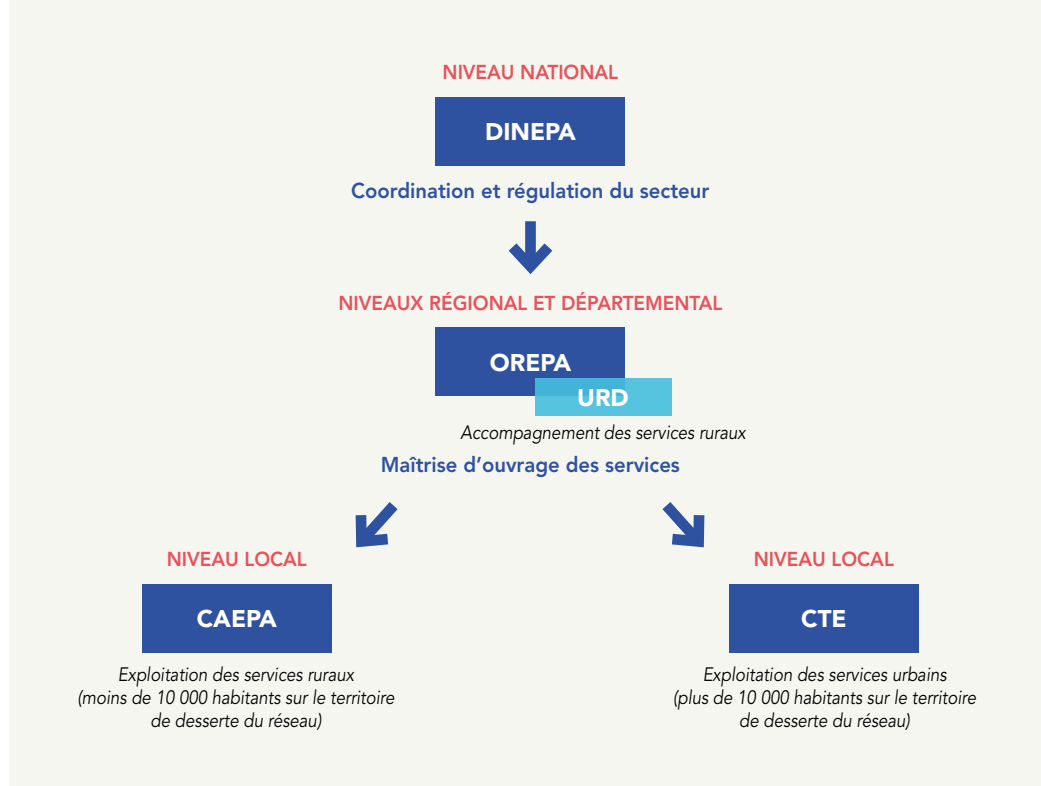 NIVEAU NATIONAL
DINEPA
Coordination et régulation du secteur
NIVEAUX RÉGIONAL ET DÉPARTEMENTAL
OREPA
URD
Accompagnement des services ruraux
Maîtrise d’ouvrage des services
NIVEAU LOCAL
CAEPA
Exploitation des services ruraux
(moins de 10 000 habitants sur le territoire
de desserte du réseau)
NIVEAU LOCAL
CTE
Exploitation des services urbains
(plus de 10 000 habitants sur le territoire
de desserte du réseau)